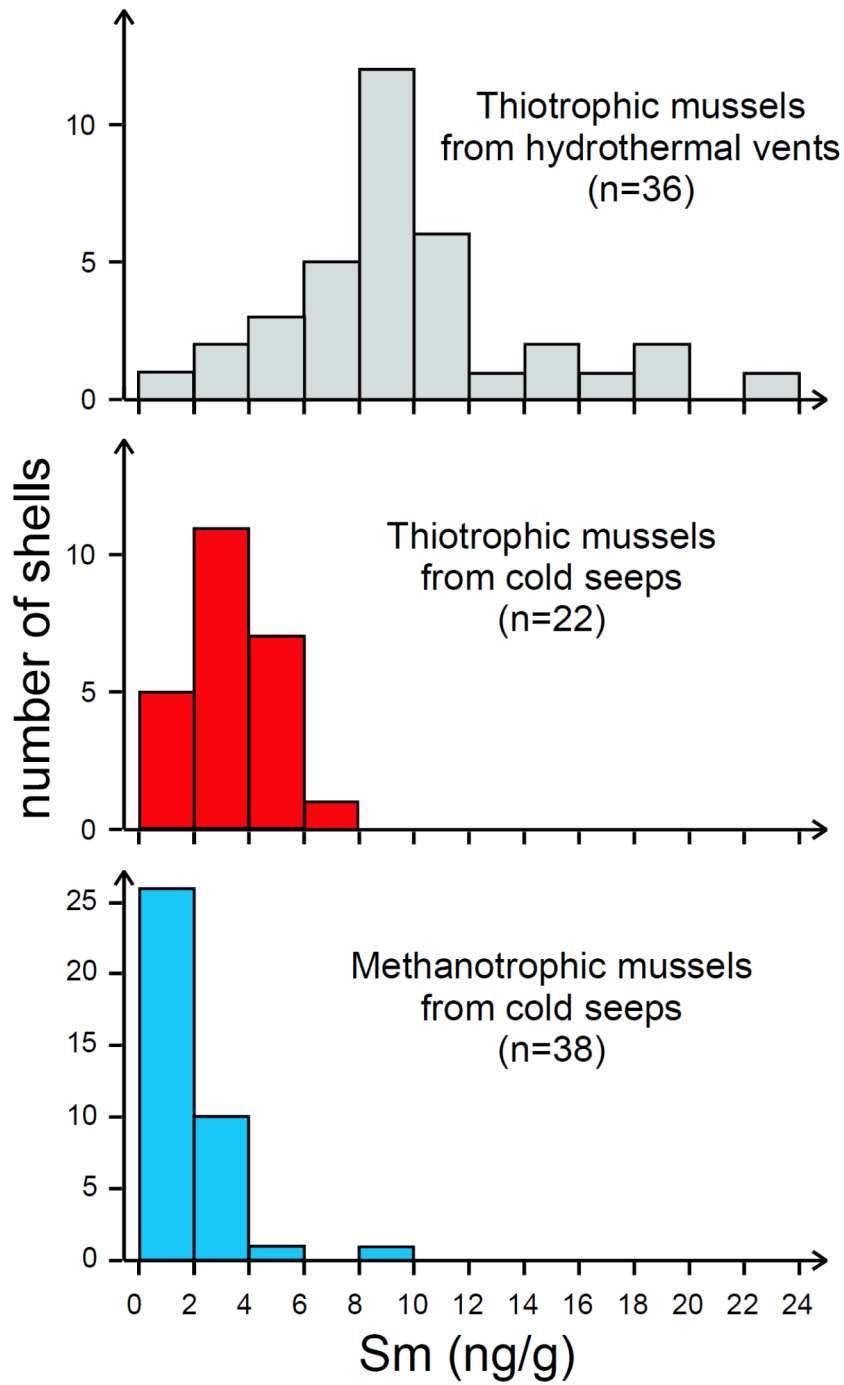 Thiotrophic mussels
from hydrothermal vents
(n=36)
10
5
0
number of shells
Thiotrophic mussels
from cold seeps
(n=22)
10
5
0
Methanotrophic mussels
from cold seeps
(n=38)
25
20
15
10
5
0
0 2 4 6 8 10 12 14 16 18 20 22 24
Sm (ng/g)